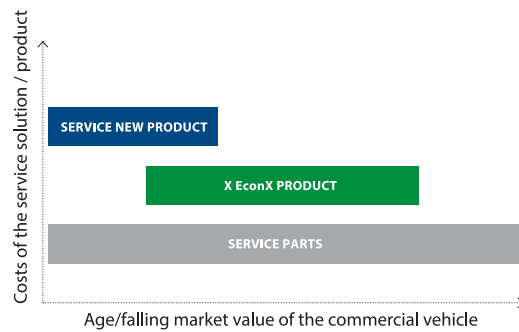 Costs of the service solution / product
SERVICE NEW PRODUCT
X EconX PRODUCT
SERVICE PARTS
Age/falling market value of the commercial vehicle